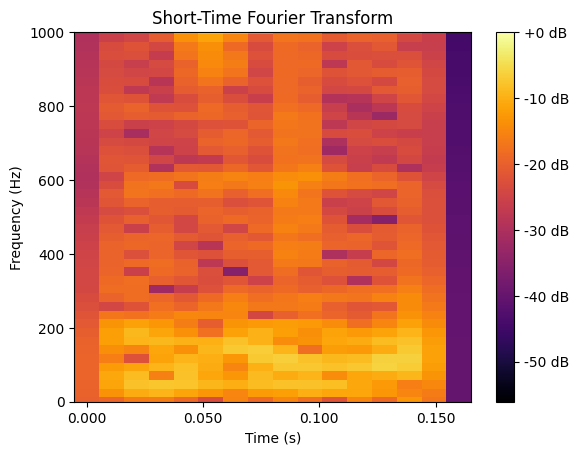 Short-Time Fourier Transform
1000
800
600
400
200
0
Frequency (Hz)
0.000
0.050
0.100
0.150
Time (s)
+0 dB
-10 dB
-20 dB
-30 dB
-40 dB
-50 dB